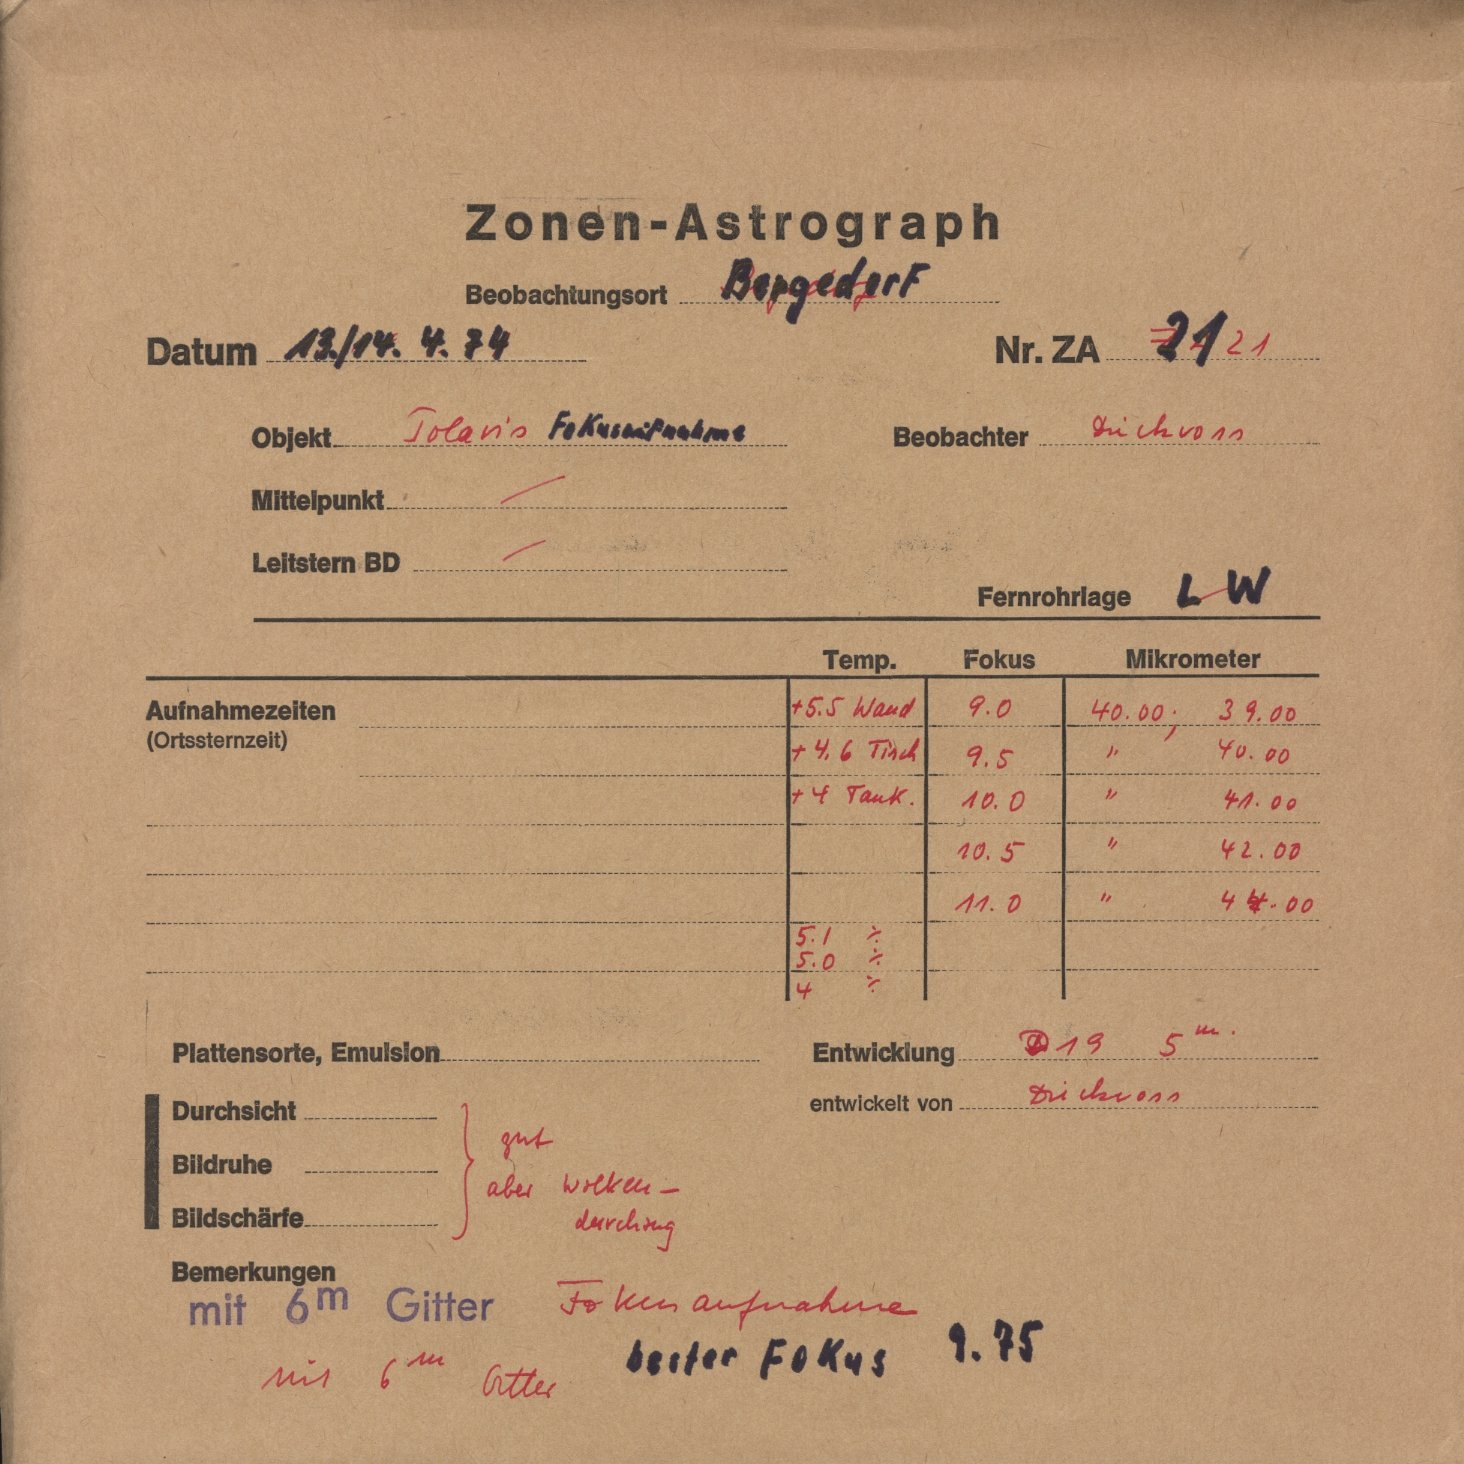 Zonen-Astrograph
Beobachtungsort Bergedorf
Datum 13./14. 4. 74 Nr. ZA 21 21
Objekt Polaris Fokusaufnahme Beobachter Dieckvoss
Mittelpunkt
Leitstern BD
Fernrohrlage L W
Temp. Fokus Mikrometer
Aufnahmezeiten +5.5 Wand 9.0 40.00; 39.00
(Ortssternzeit)
+4.6 Tisch 9.5 " 40.00
+4 Tank. 10.0 " 41.00
10.5 " 42.00
11.0 " 44.00
5.1
5.0
4
Plattensorte, Emulsion Entwicklung D19 5m.
Durchsicht entwickelt von Dieckvoss
gut
Bildruhe aber Wolken-
Bildschärfe durchzug
Bemerkungen
mit 6m Gitter Fokusaufnahme
bester Fokus 9.75
mit 6m Gitter